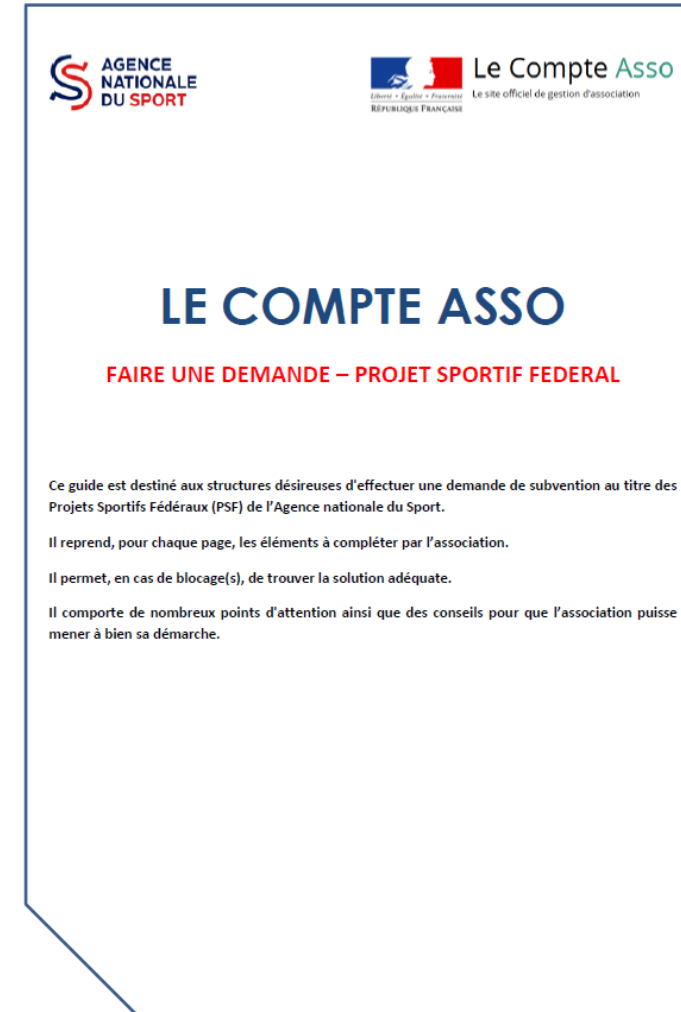 AGENCE
NATIONALE
DU SPORT
Le Compte Asso
Le site officiel de gestion d'association
Liberté • Égalité • Fraternité
RÉPUBLIQUE FRANÇAISE
LE COMPTE ASSO
FAIRE UNE DEMANDE – PROJET SPORTIF FEDERAL
Ce guide est destiné aux structures désireuses d'effectuer une demande de subvention au titre des
Projets Sportifs Fédéraux (PSF) de l'Agence nationale du Sport.
Il reprend, pour chaque page, les éléments à compléter par l'association.
Il permet, en cas de blocage(s), de trouver la solution adéquate.
Il comporte de nombreux points d'attention ainsi que des conseils pour que l'association puisse
mener à bien sa démarche.